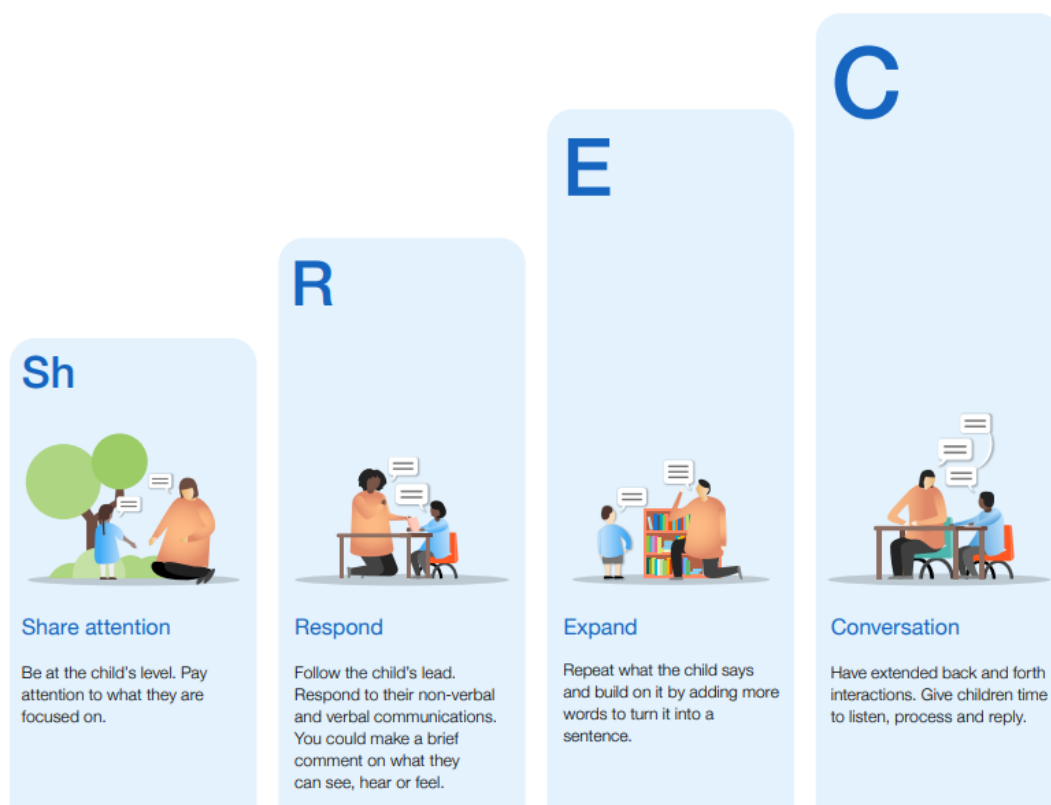 Sh
Share attention
Be at the child's level. Pay
attention to what they are
focused on.
R
Respond
Follow the child's lead.
Respond to their non-verbal
and verbal communications.
You could make a brief
comment on what they
can see, hear or feel.
E
Expand
Repeat what the child says
and build on it by adding more
words to turn it into a
sentence.
C
Conversation
Have extended back and forth
interactions. Give children time
to listen, process and reply.